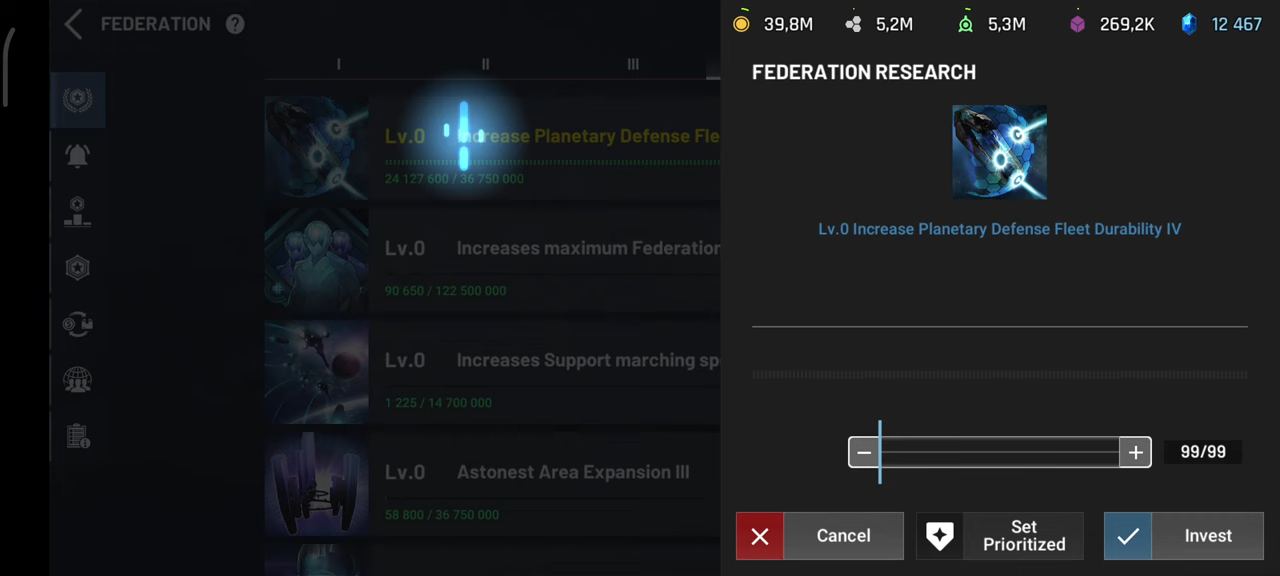 FEDERATION ?
39,8M 5,2M 5,3M 269,2K 12 467
FEDERATION RESEARCH
I II III
Lv.0 Increase Planetary Defense Fle
24 127 600 / 36 750 000
Lv.0 Increases maximum Federation
90 650 / 122 500 000
Lv.0 Increases Support marching sp
1 225 / 14 700 000
Lv.0 Astonest Area Expansion III
58 800 / 36 750 000
Lv.0 Increase Planetary Defense Fleet Durability IV
− + 99/99
Cancel
Set
Prioritized
Invest